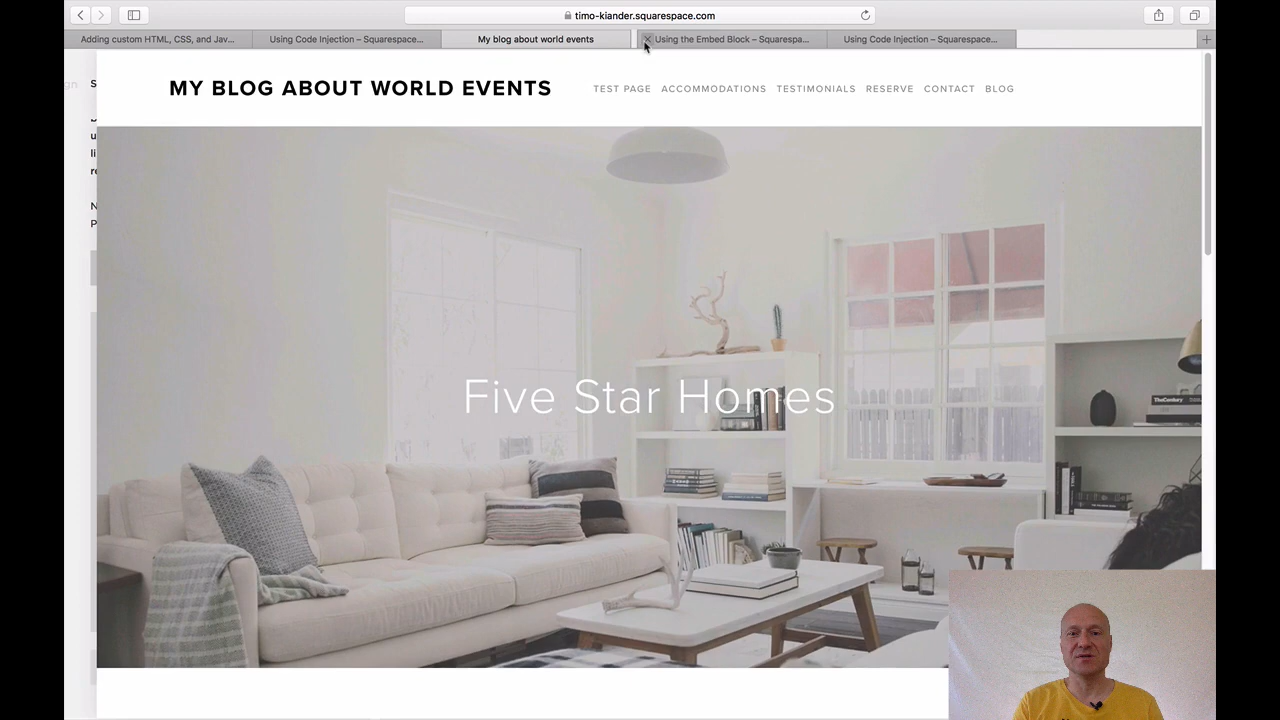 timo-kiander.squarespace.com
Adding custom HTML, CSS, and Jav...
Using Code Injection – Squarespace...
My blog about world events
Using the Embed Block – Squarespa...
Using Code Injection – Squarespace...
MY BLOG ABOUT WORLD EVENTS
TEST PAGE ACCOMMODATIONS TESTIMONIALS RESERVE CONTACT BLOG
Five Star Homes